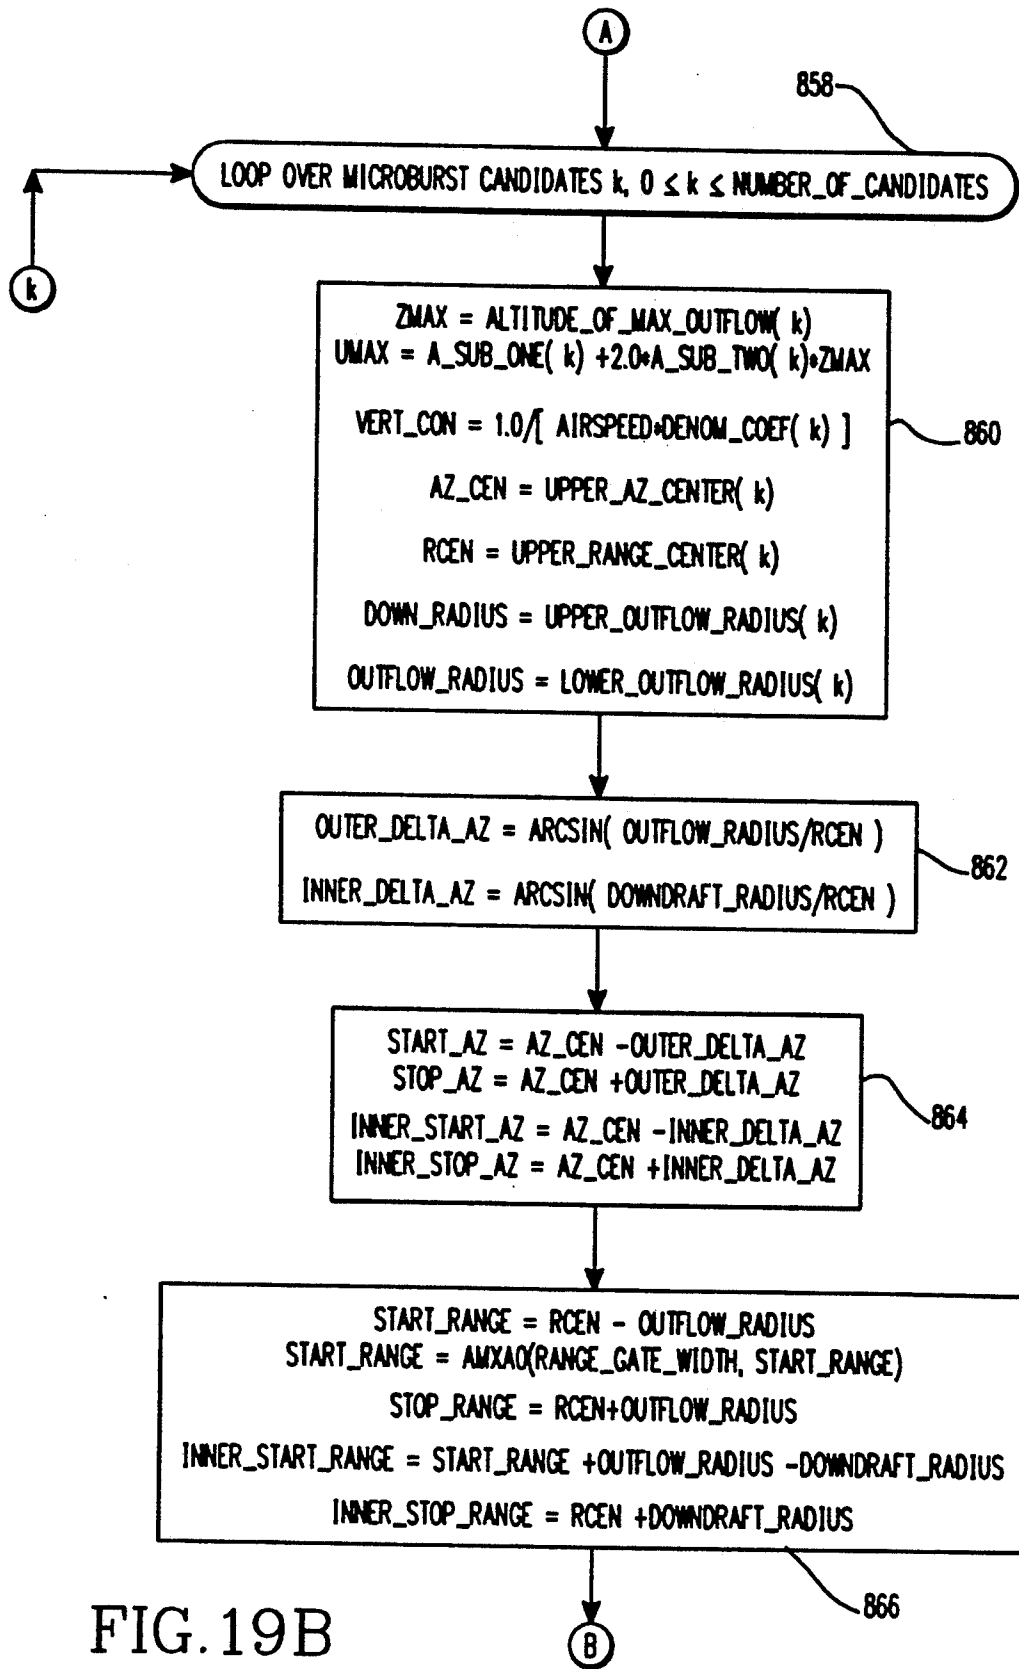 A
858
LOOP OVER MICROBURST CANDIDATES k, 0 ≤ k ≤ NUMBER_OF_CANDIDATES
k
ZMAX = ALTITUDE_OF_MAX_OUTFLOW( k)
UMAX = A_SUB_ONE( k) +2.0*A_SUB_TWO( k)*ZMAX
VERT_CON = 1.0/[ AIRSPEED*DENOM_COEF( k) ]
860
AZ_CEN = UPPER_AZ_CENTER( k)
RCEN = UPPER_RANGE_CENTER( k)
DOWN_RADIUS = UPPER_OUTFLOW_RADIUS( k)
OUTFLOW_RADIUS = LOWER_OUTFLOW_RADIUS( k)
OUTER_DELTA_AZ = ARCSIN( OUTFLOW_RADIUS/RCEN )
862
INNER_DELTA_AZ = ARCSIN( DOWNDRAFT_RADIUS/RCEN )
START_AZ = AZ_CEN -OUTER_DELTA_AZ
STOP_AZ = AZ_CEN +OUTER_DELTA_AZ
864
INNER_START_AZ = AZ_CEN -INNER_DELTA_AZ
INNER_STOP_AZ = AZ_CEN +INNER_DELTA_AZ
START_RANGE = RCEN - OUTFLOW_RADIUS
START_RANGE = AMXAO(RANGE_GATE_WIDTH, START_RANGE)
STOP_RANGE = RCEN+OUTFLOW_RADIUS
INNER_START_RANGE = START_RANGE +OUTFLOW_RADIUS -DOWNDRAFT_RADIUS
INNER_STOP_RANGE = RCEN +DOWNDRAFT_RADIUS
866
FIG.19B
B